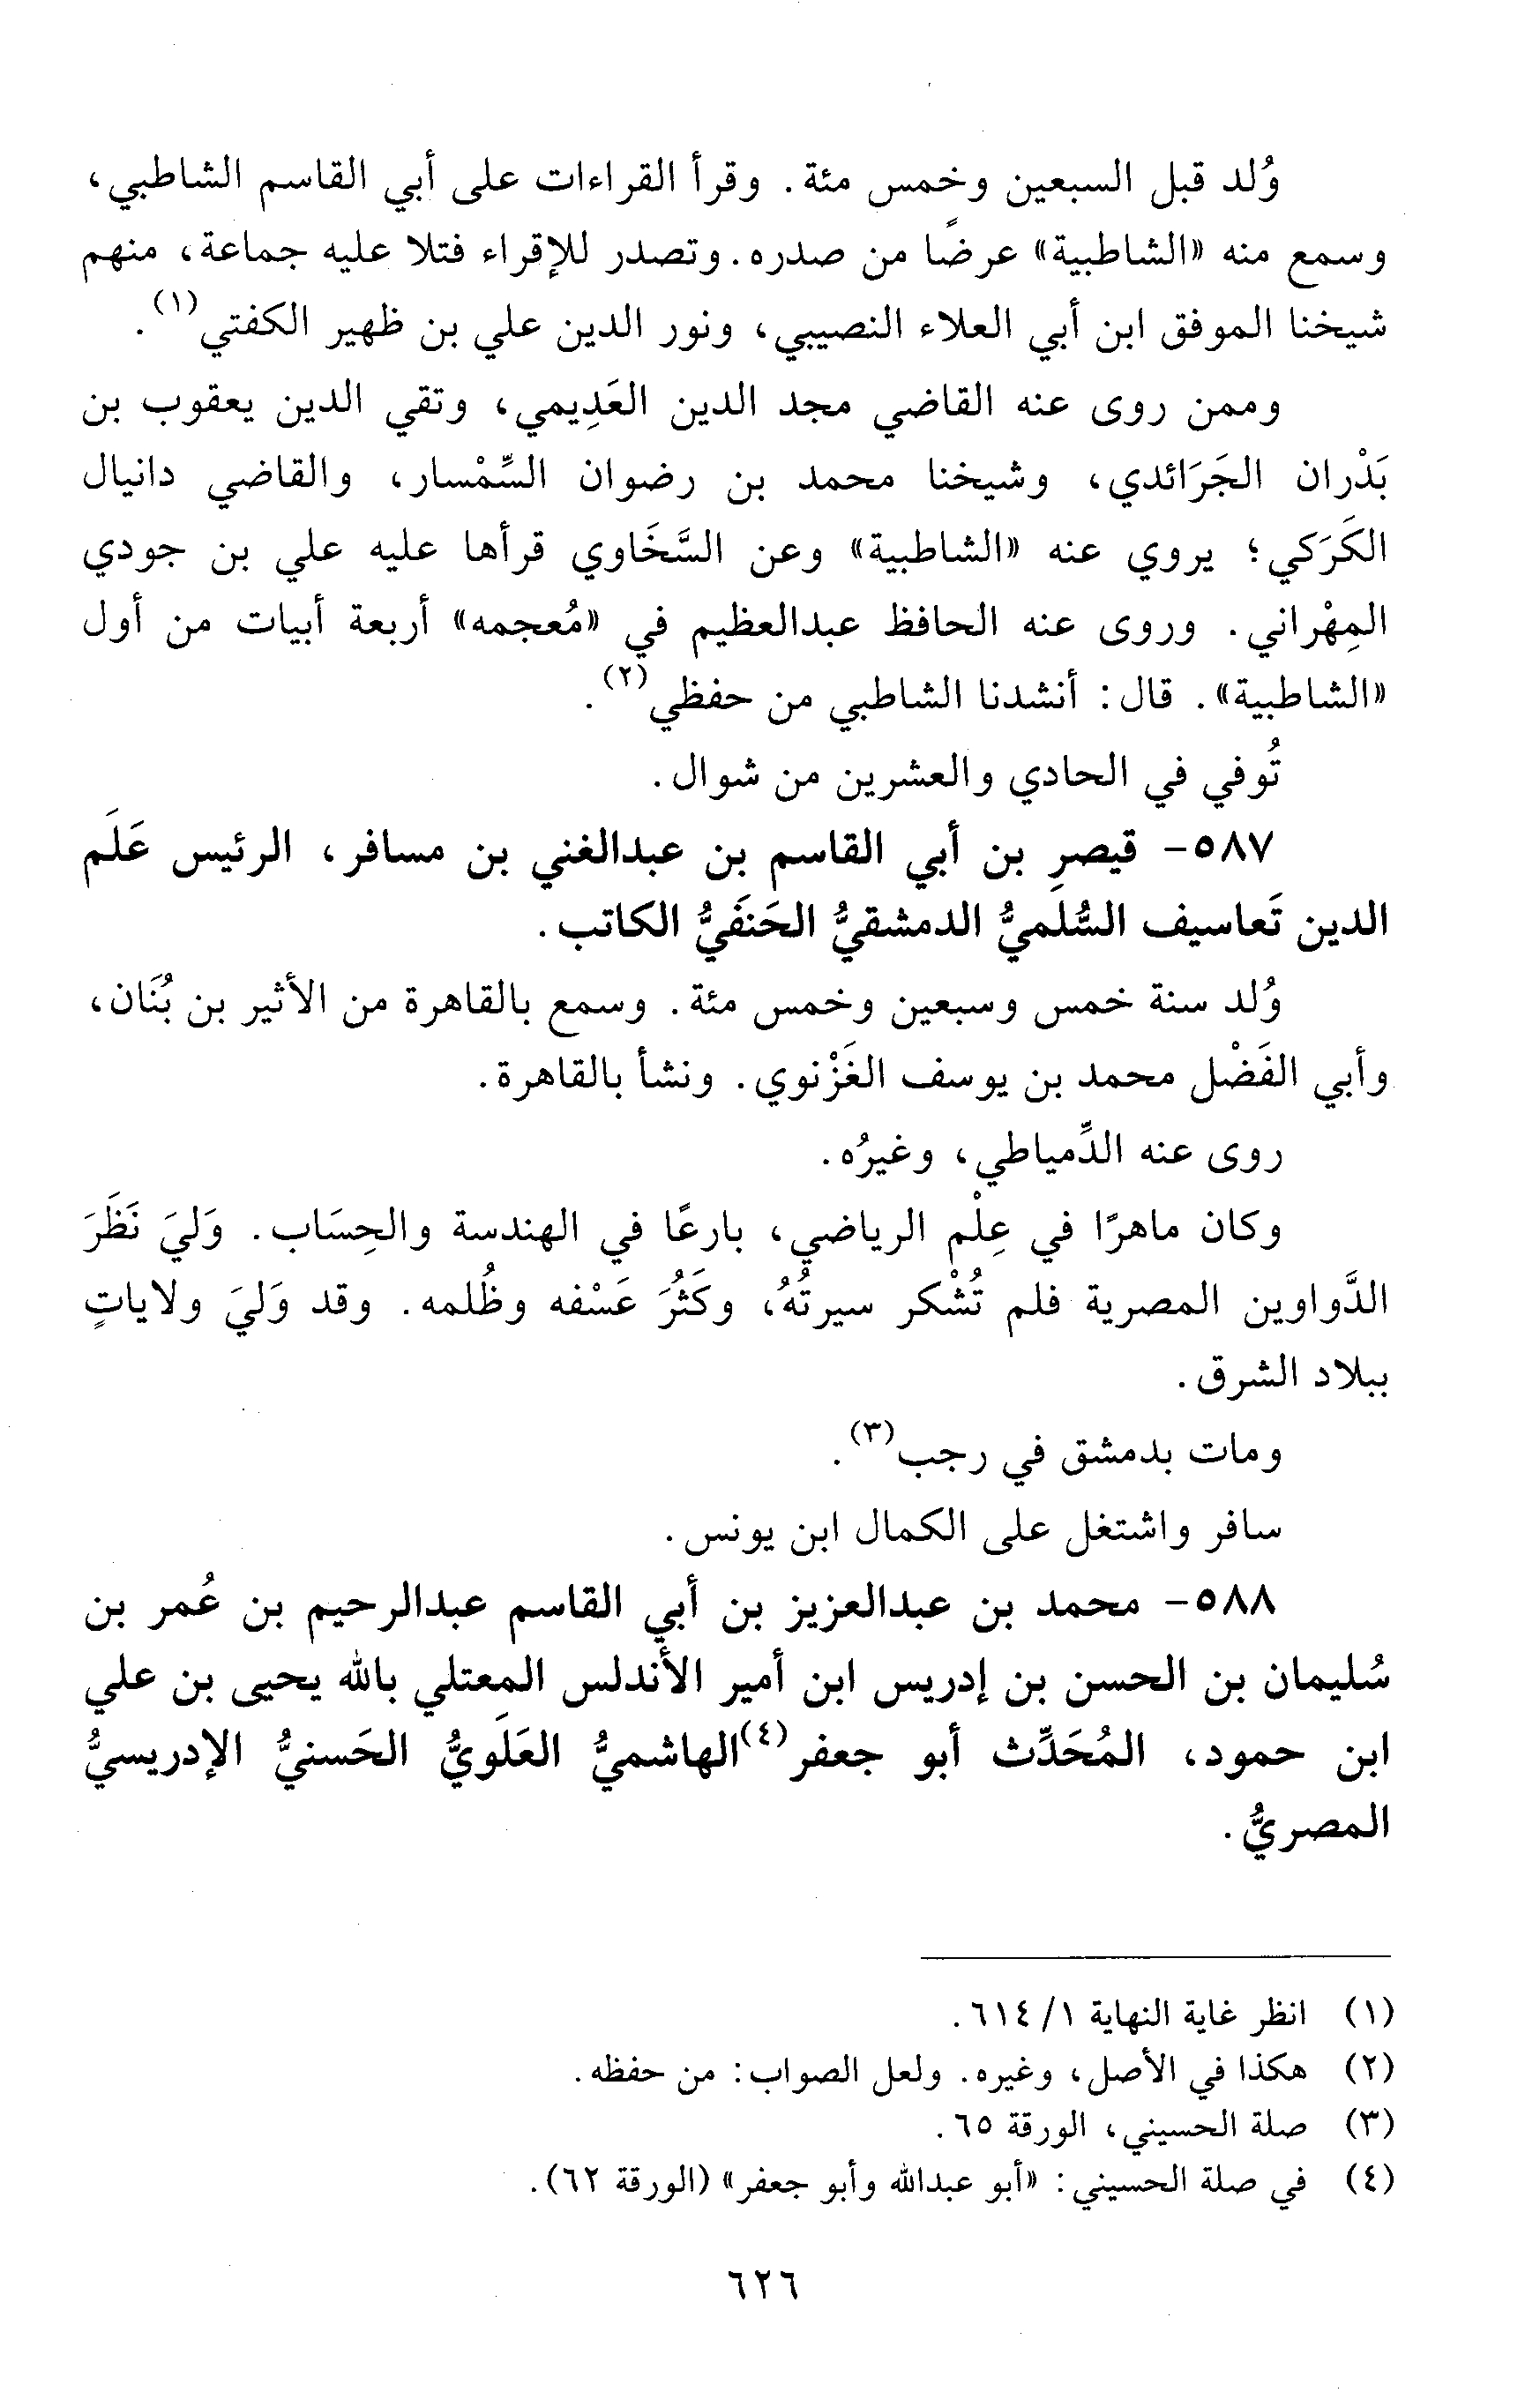 وُلد قبل السبعين وخمس مئة. وقرأ القراءات على أبي القاسم الشاطبي،
وسمع منه «الشاطبية» عرضًا من صدره. وتصدر للإقراء فتلا عليه جماعة، منهم
شيخنا الموفق ابن أبي العلاء النصيبي، ونور الدين علي بن ظهير الكفتي(١).
وممن روى عنه القاضي مجد الدين العَدِيمي، وتقي الدين يعقوب بن
بَدْران الجَرَائدي، وشيخنا محمد بن رضوان السِّمْسار، والقاضي دانيال
الكَرَكي؛ يروي عنه «الشاطبية» وعن السَّخَاوي قرأها عليه علي بن جودي
المِهْراني. وروى عنه الحافظ عبدالعظيم في «مُعجمه» أربعة أبيات من أول
«الشاطبية». قال: أنشدنا الشاطبي من حفظي(٢).
تُوفي في الحادي والعشرين من شوال.
٥٨٧- قيصر بن أبي القاسم بن عبدالغني بن مسافر، الرئيس عَلَم
الدين تَعاسيف السُّلَميُّ الدمشقيُّ الحَنَفيُّ الكاتب.
وُلد سنة خمس وسبعين وخمس مئة. وسمع بالقاهرة من الأثير بن بُنَان،
وأبي الفَضْل محمد بن يوسف الغَزْنوي. ونشأ بالقاهرة.
روى عنه الدِّمياطي، وغيرُه.
وكان ماهرًا في عِلْم الرياضي، بارعًا في الهندسة والحِسَاب. وَليَ نَظَرَ
الدَّواوين المصرية فلم تُشْكر سيرتُهُ، وكَثُرَ عَسْفه وظُلمه. وقد وَليَ ولاياتٍ
ببلاد الشرق.
ومات بدمشق في رجب(٣).
سافر واشتغل على الكمال ابن يونس.
٥٨٨- محمد بن عبدالعزيز بن أبي القاسم عبدالرحيم بن عُمر بن
سُليمان بن الحسن بن إدريس ابن أمير الأندلس المعتلي بالله يحيى بن علي
ابن حمود، المُحَدِّث أبو جعفر(٤) الهاشميُّ العَلَويُّ الحَسنيُّ الإدريسيُّ
المصريُّ.
(١) انظر غاية النهاية ١/ ٦١٤.
(٢) هكذا في الأصل، وغيره. ولعل الصواب: من حفظه.
(٣) صلة الحسيني، الورقة ٦٥.
(٤) في صلة الحسيني: «أبو عبدالله وأبو جعفر» (الورقة ٦٢).
٦٢٦